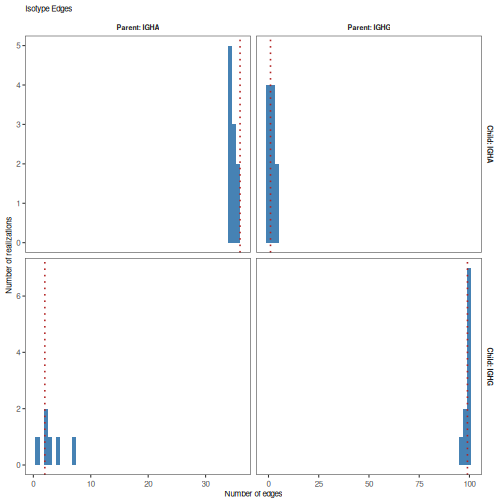 Isotype Edges
Parent: IGHA
Parent: IGHG
5
4
3
2
1
0
Child: IGHA
Number of realizations
6
4
2
0
Child: IGHG
0
10
20
30
0
25
50
75
100
Number of edges